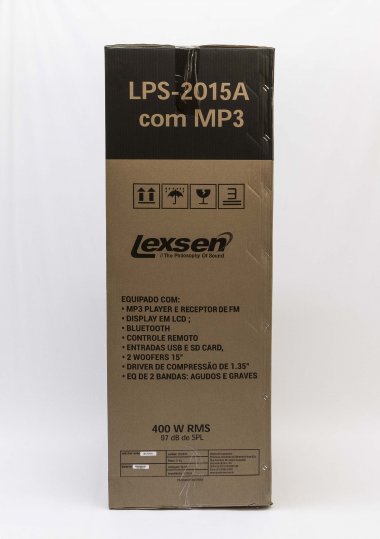 LPS-2015A
com MP3
3
Lexsen
//The Philosophy Of Sound
EQUIPADO COM:
• MP3 PLAYER E RECEPTOR DE FM
• DISPLAY EM LCD ;
• BLUETOOTH
• CONTROLE REMOTO
• ENTRADAS USB E SD CARD,
• 2 WOOFERS 15"
• DRIVER DE COMPRESSÃO DE 1.35"
• EQ DE 2 BANDAS: AGUDOS E GRAVES
400 W RMS
97 dB de SPL